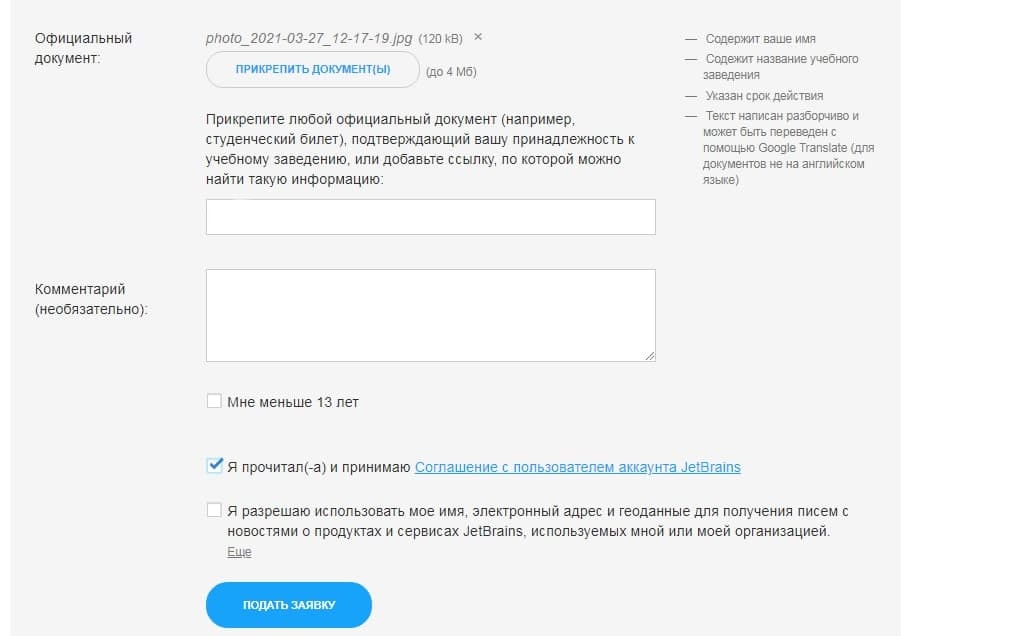 Официальный
документ:
photo_2021-03-27_12-17-19.jpg (120 kB) ×
ПРИКРЕПИТЬ ДОКУМЕНТ(Ы) (до 4 Мб)
Прикрепите любой официальный документ (например,
студенческий билет), подтверждающий вашу принадлежность к
учебному заведению, или добавьте ссылку, по которой можно
найти такую информацию:
— Содержит ваше имя
— Содежит название учебного
заведения
— Указан срок действия
— Текст написан разборчиво и
может быть переведен с
помощью Google Translate (для
документов не на английском
языке)
Комментарий
(необязательно):
Мне меньше 13 лет
Я прочитал(-а) и принимаю Соглашение с пользователем аккаунта JetBrains
Я разрешаю использовать мое имя, электронный адрес и геоданные для получения писем с
новостями о продуктах и сервисах JetBrains, используемых мной или моей организацией.
Еще
ПОДАТЬ ЗАЯВКУ